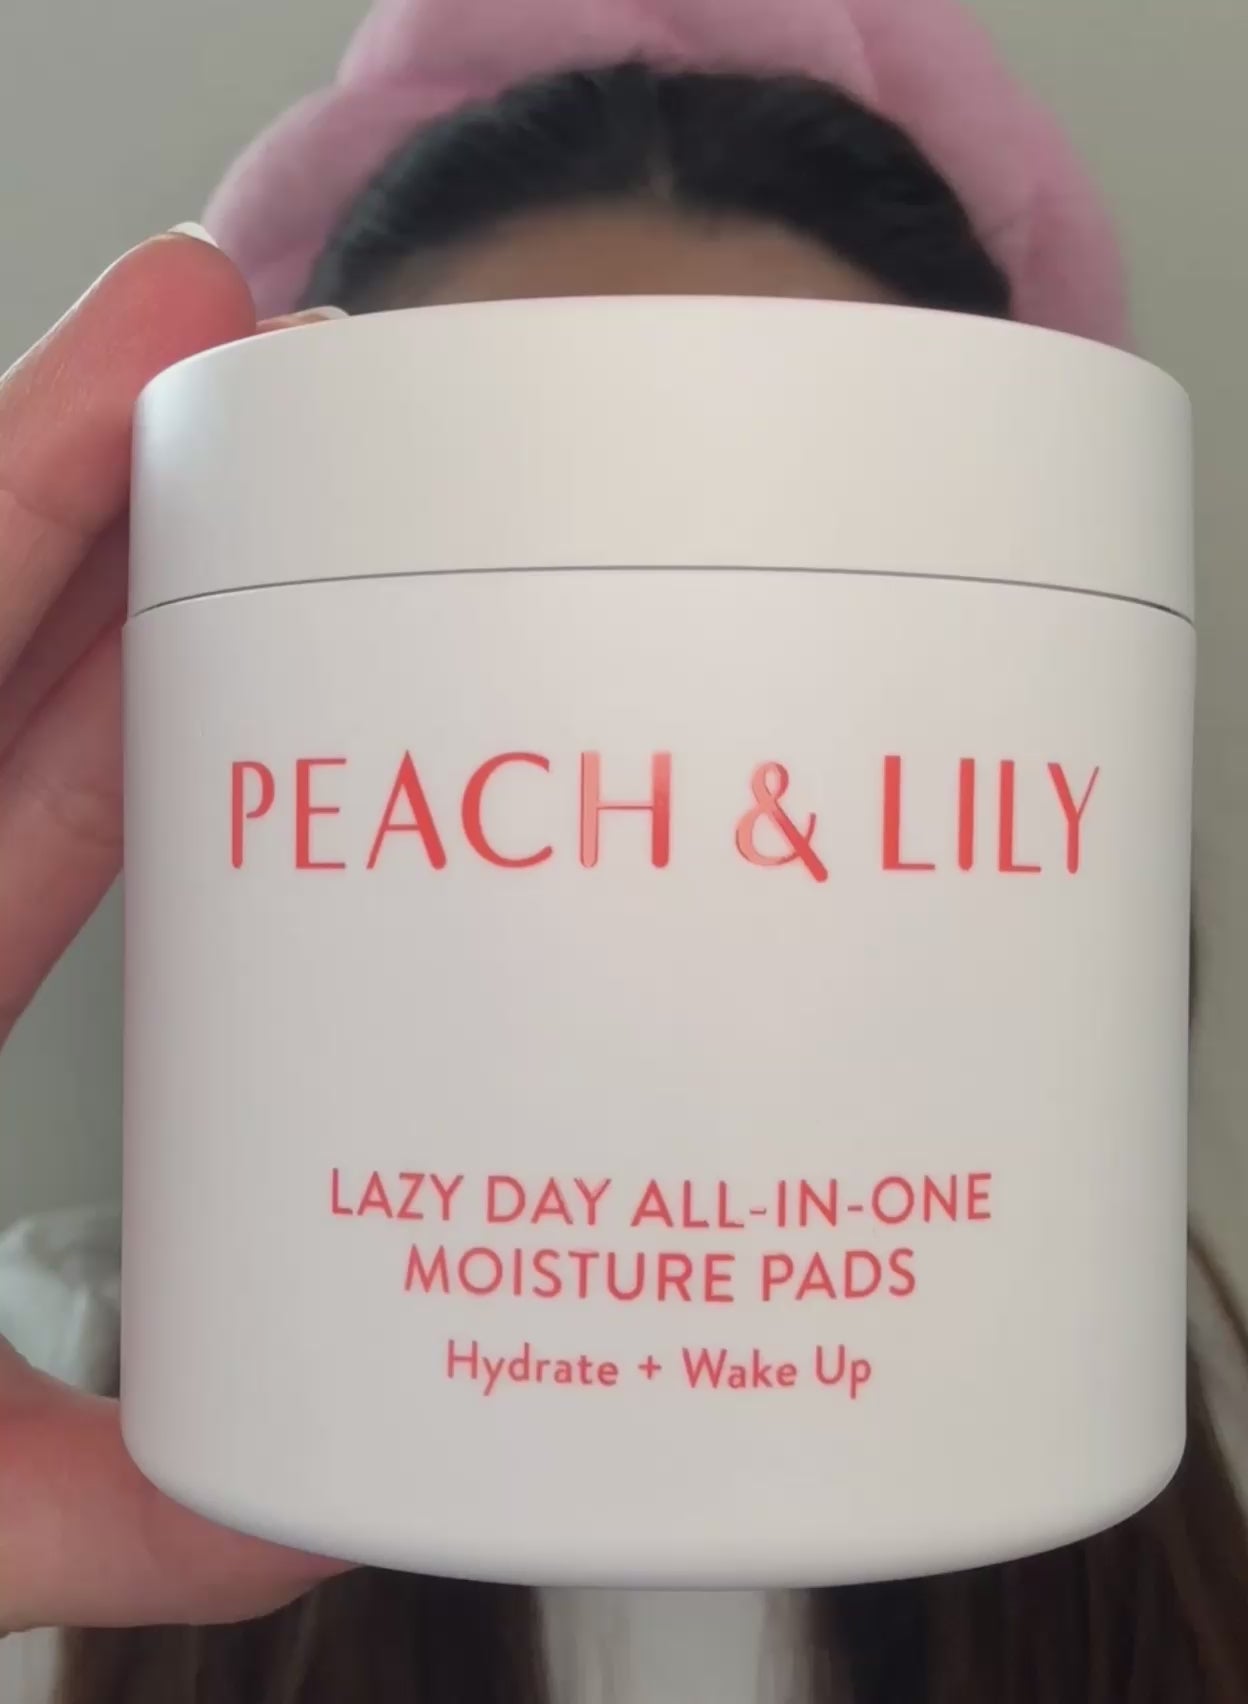 PEACH & LILY
LAZY DAY ALL-IN-ONE
MOISTURE PADS
Hydrate + Wake Up